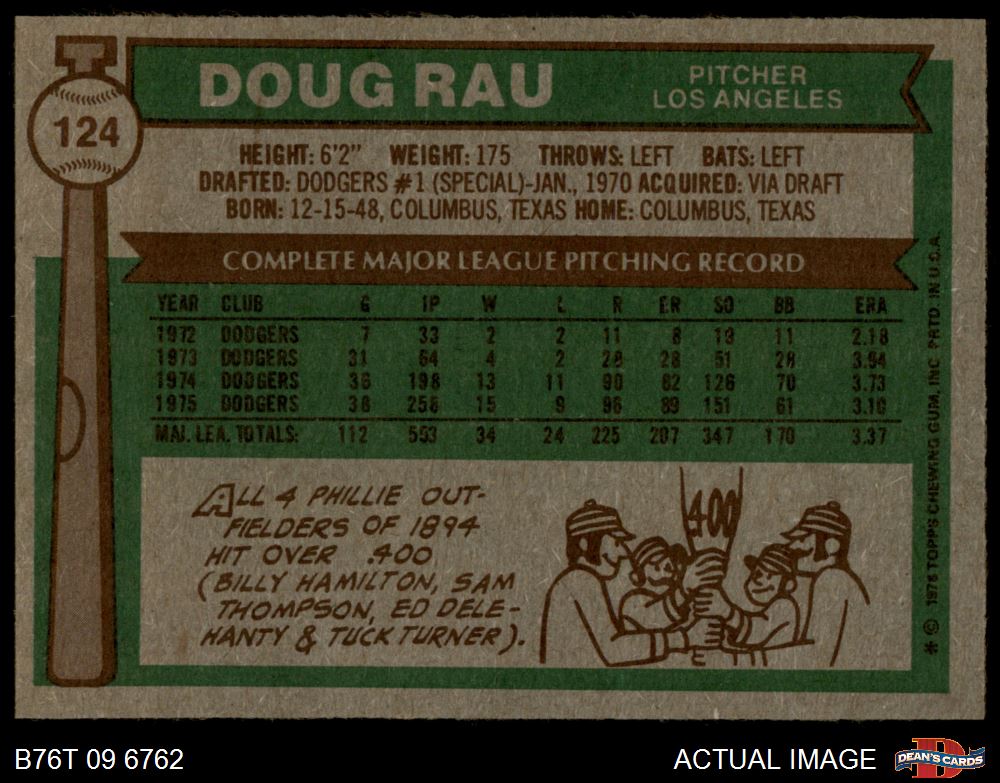 DOUG RAU
PITCHER
LOS ANGELES
124
HEIGHT: 6'2" WEIGHT: 175 THROWS: LEFT BATS: LEFT
DRAFTED: DODGERS #1 (SPECIAL)-JAN., 1970 ACQUIRED: VIA DRAFT
BORN: 12-15-48, COLUMBUS, TEXAS HOME: COLUMBUS, TEXAS
COMPLETE MAJOR LEAGUE PITCHING RECORD
YEAR CLUB G IP W L R ER SO BB ERA
1972 DODGERS 7 33 2 2 11 8 19 11 2.18
1973 DODGERS 31 64 4 2 28 28 51 28 3.94
1974 DODGERS 36 198 13 11 90 82 126 70 3.73
1975 DODGERS 38 258 15 9 96 89 151 61 3.10
MAJ. LEA. TOTALS: 112 553 34 24 225 207 347 170 3.37
ALL 4 PHILLIE OUT-
FIELDERS OF 1894
HIT OVER .400
(BILLY HAMILTON, SAM
THOMPSON, ED DELE-
HANTY & TUCK TURNER).
.400
* © 1976 TOPPS CHEWING GUM, INC. PRTD. IN U.S.A.
B76T 09 6762
ACTUAL IMAGE
D
DEAN'S CARDS